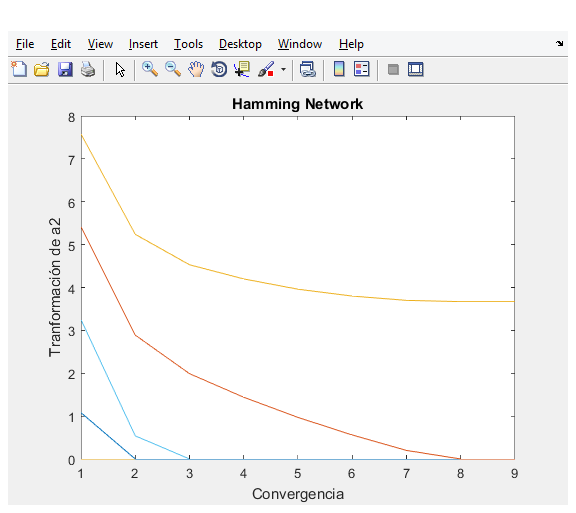 File Edit View Insert Tools Desktop Window Help
Hamming Network
Tranformación de a2
8
7
6
5
4
3
2
1
0
1 2 3 4 5 6 7 8 9
Convergencia